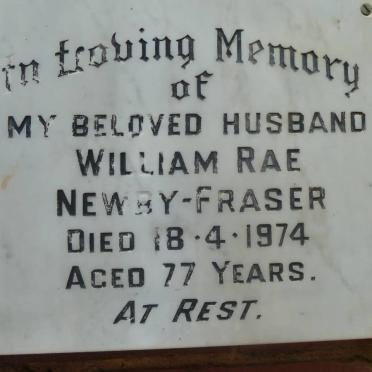 In Loving Memory
of
MY BELOVED HUSBAND
WILLIAM RAE
NEWBY-FRASER
DIED 18·4·1974
AGED 77 YEARS.
AT REST.